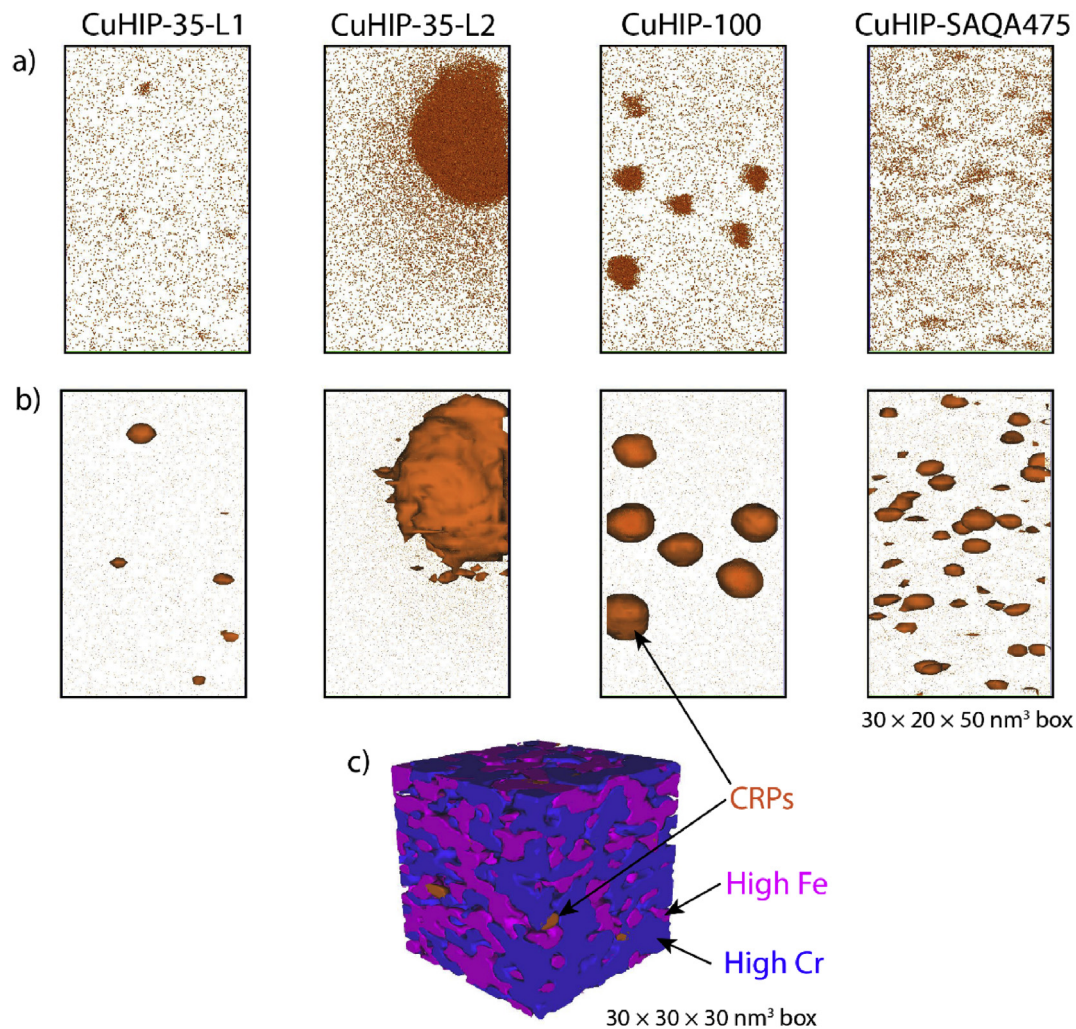 CuHIP-35-L1 CuHIP-35-L2 CuHIP-100 CuHIP-SAQA475
a)
b)
30 × 20 × 50 nm³ box
c)
CRPs
High Fe
High Cr
30 × 30 × 30 nm³ box